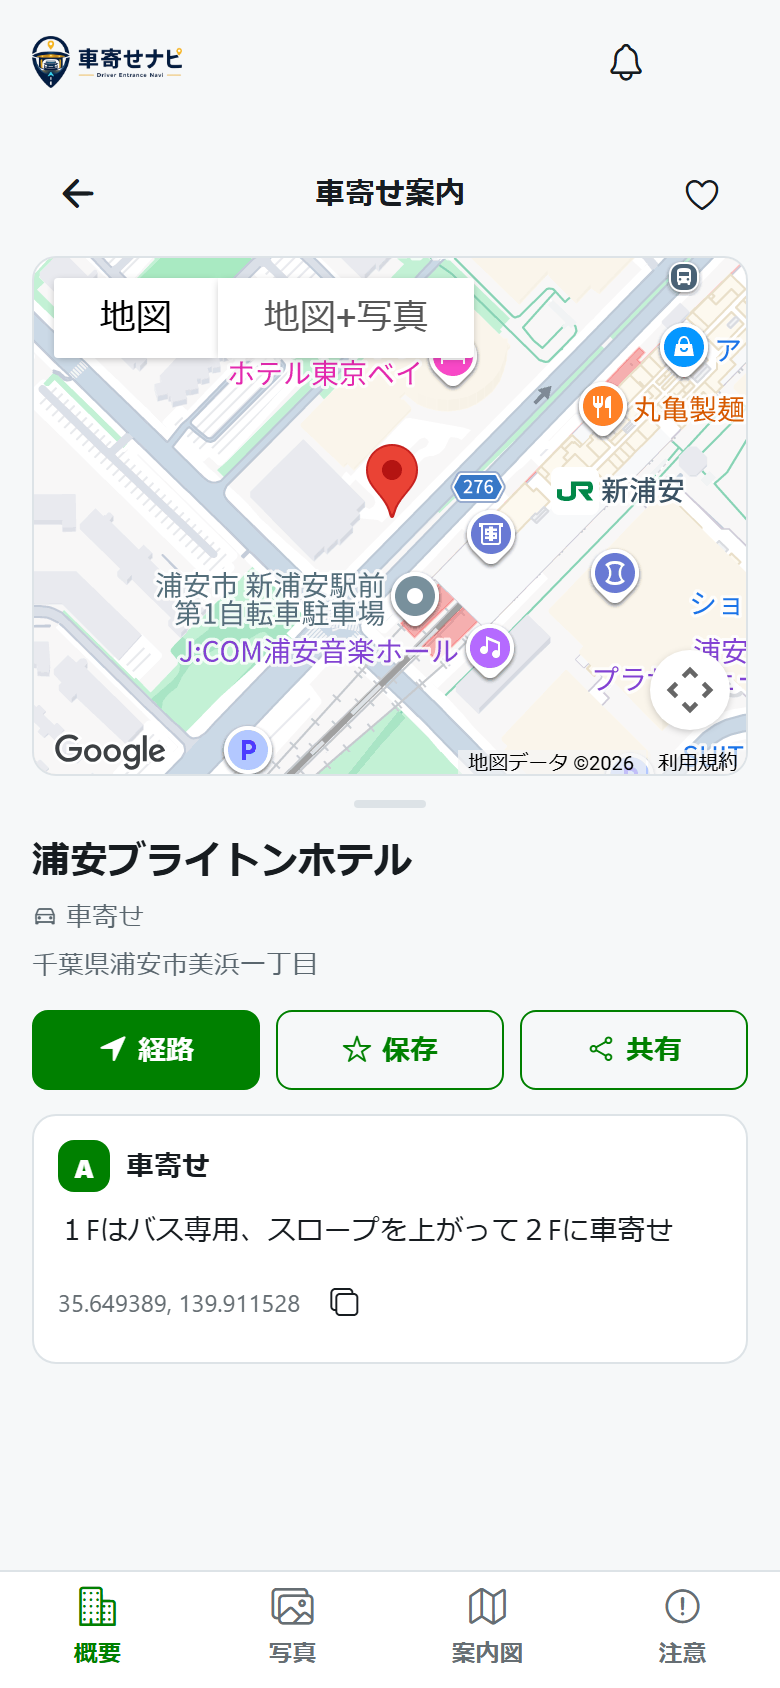 車寄せナビ
Driver Entrance Navi
車寄せ案内
地図
地図+写真
ホテル東京ベイ
ア
丸亀製麺
276
JR 新浦安
浦安市 新浦安駅前
第1自転車駐車場
ショ
J:COM浦安音楽ホール
浦安
プラ
P
Google
地図データ ©2026
利用規約
浦安ブライトンホテル
車寄せ
千葉県浦安市美浜一丁目
経路
保存
共有
A
車寄せ
１Fはバス専用、スロープを上がって２Fに車寄せ
35.649389, 139.911528
概要
写真
案内図
注意